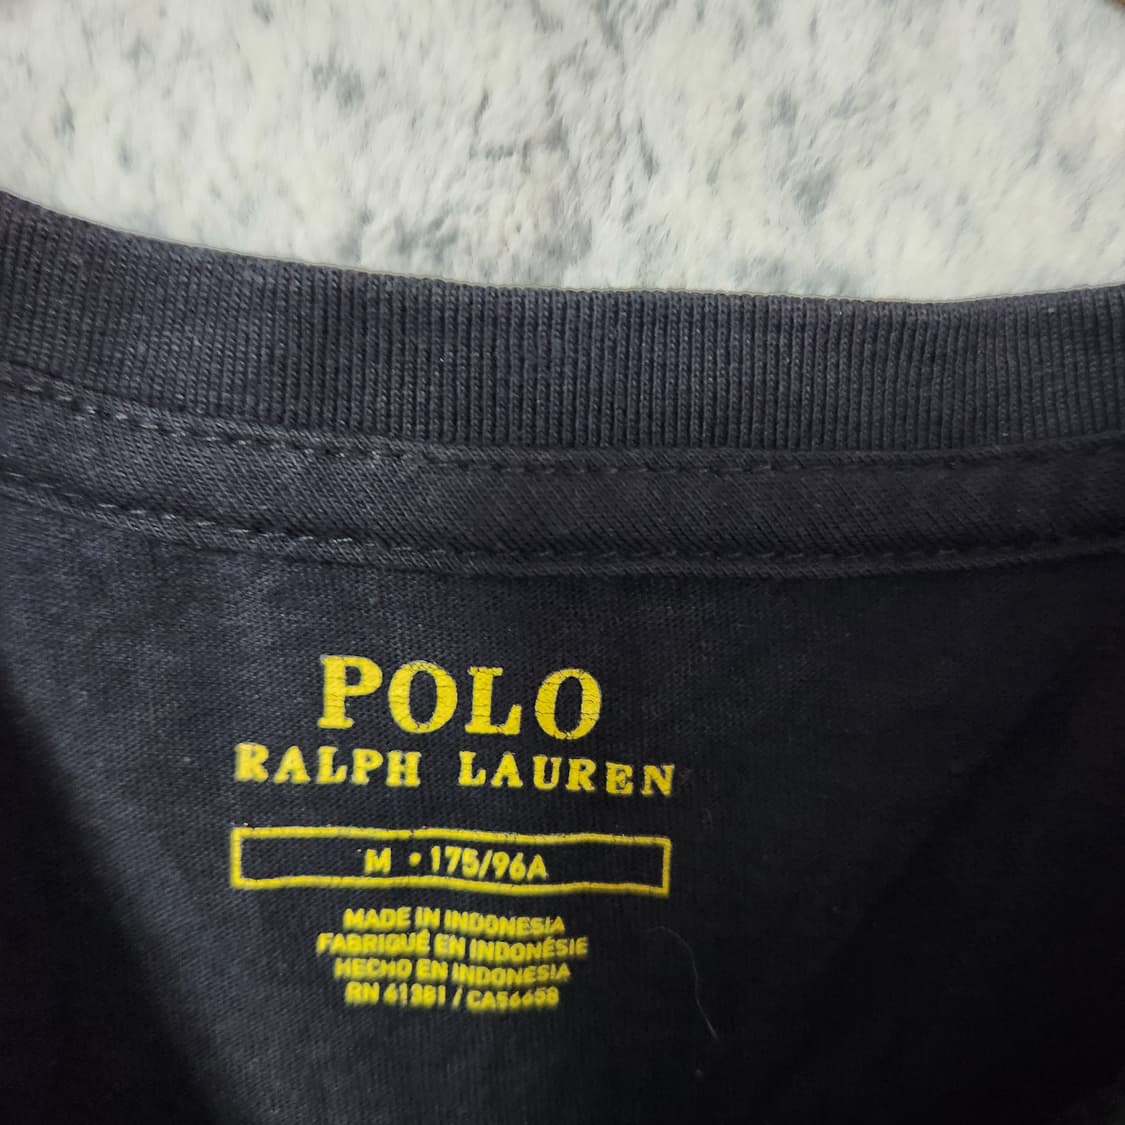 POLO
RALPH LAUREN
M • 175/96A
MADE IN INDONESIA
FABRIQUÉ EN INDONÉSIE
HECHO EN INDONESIA
RN 41381 / CA56658